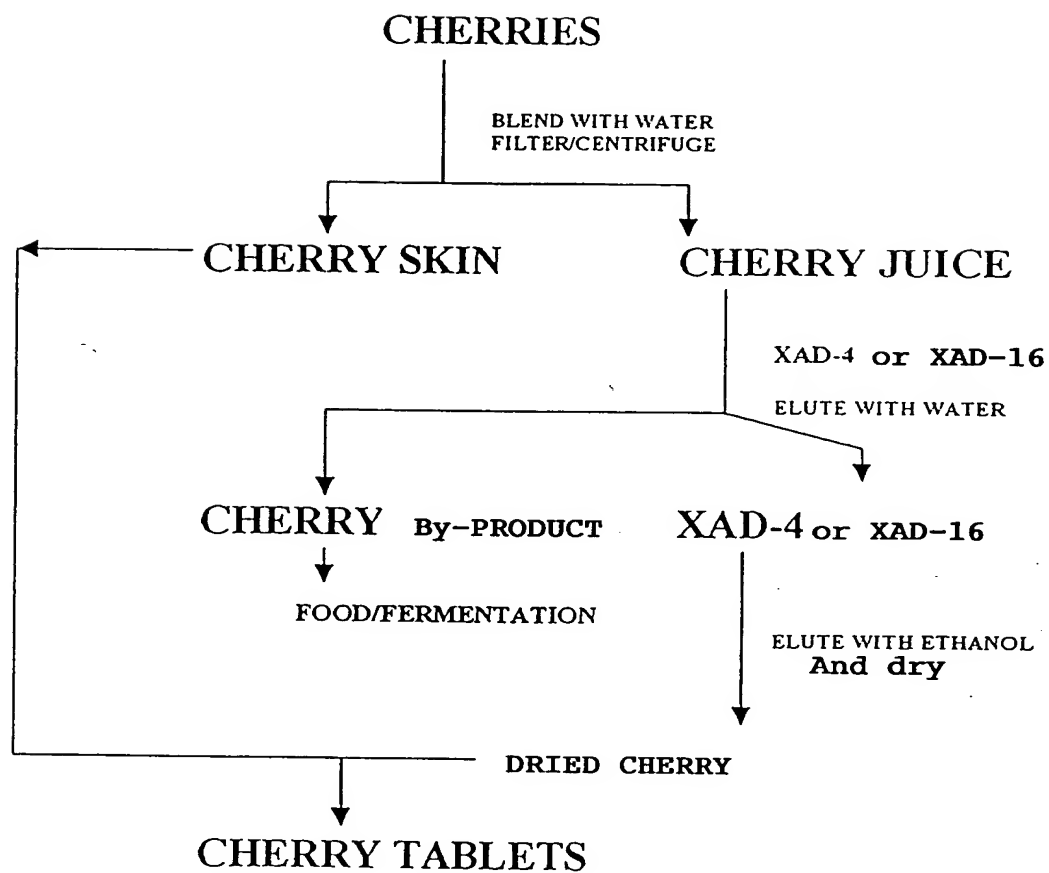 CHERRIES
BLEND WITH WATER
FILTER/CENTRIFUGE
CHERRY SKIN
CHERRY JUICE
XAD-4 or XAD-16
ELUTE WITH WATER
CHERRY By-PRODUCT
XAD-4 or XAD-16
FOOD/FERMENTATION
ELUTE WITH ETHANOL
And dry
DRIED CHERRY
CHERRY TABLETS